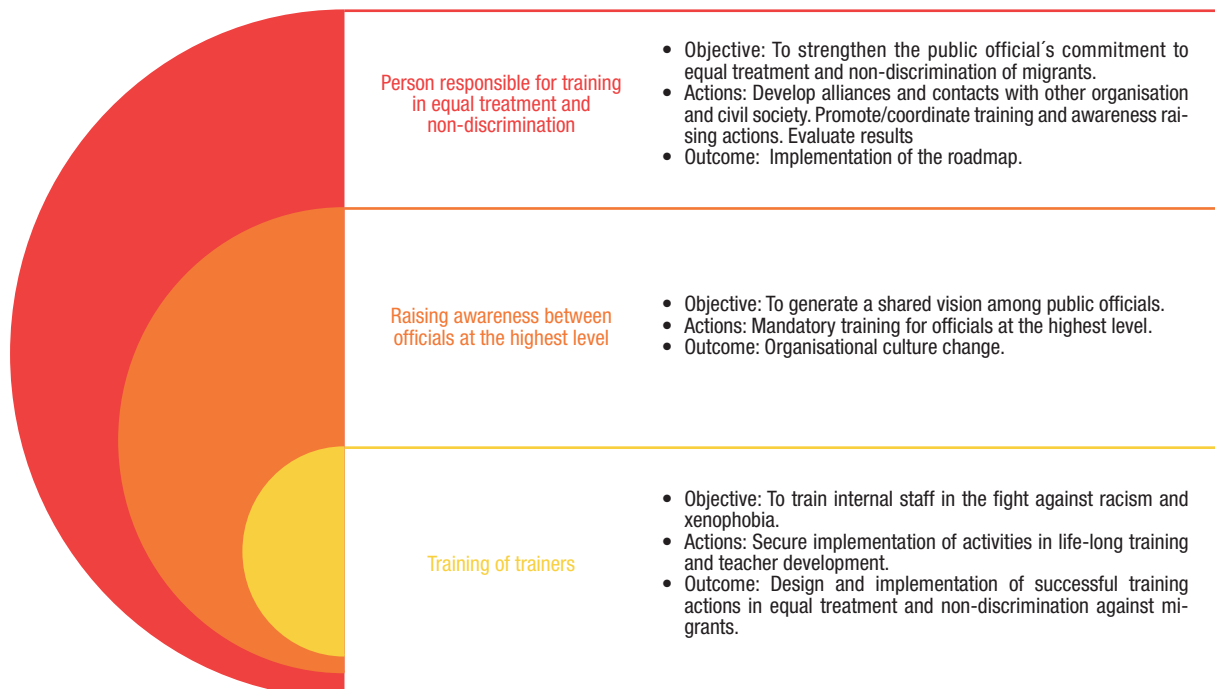 Person responsible for training
in equal treatment and
non-discrimination
• Objective: To strengthen the public official´s commitment to
equal treatment and non-discrimination of migrants.
• Actions: Develop alliances and contacts with other organisation
and civil society. Promote/coordinate training and awareness rai-
sing actions. Evaluate results
• Outcome: Implementation of the roadmap.
Raising awareness between
officials at the highest level
• Objective: To generate a shared vision among public officials.
• Actions: Mandatory training for officials at the highest level.
• Outcome: Organisational culture change.
Training of trainers
• Objective: To train internal staff in the fight against racism and
xenophobia.
• Actions: Secure implementation of activities in life-long training
and teacher development.
• Outcome: Design and implementation of successful training
actions in equal treatment and non-discrimination against mi-
grants.